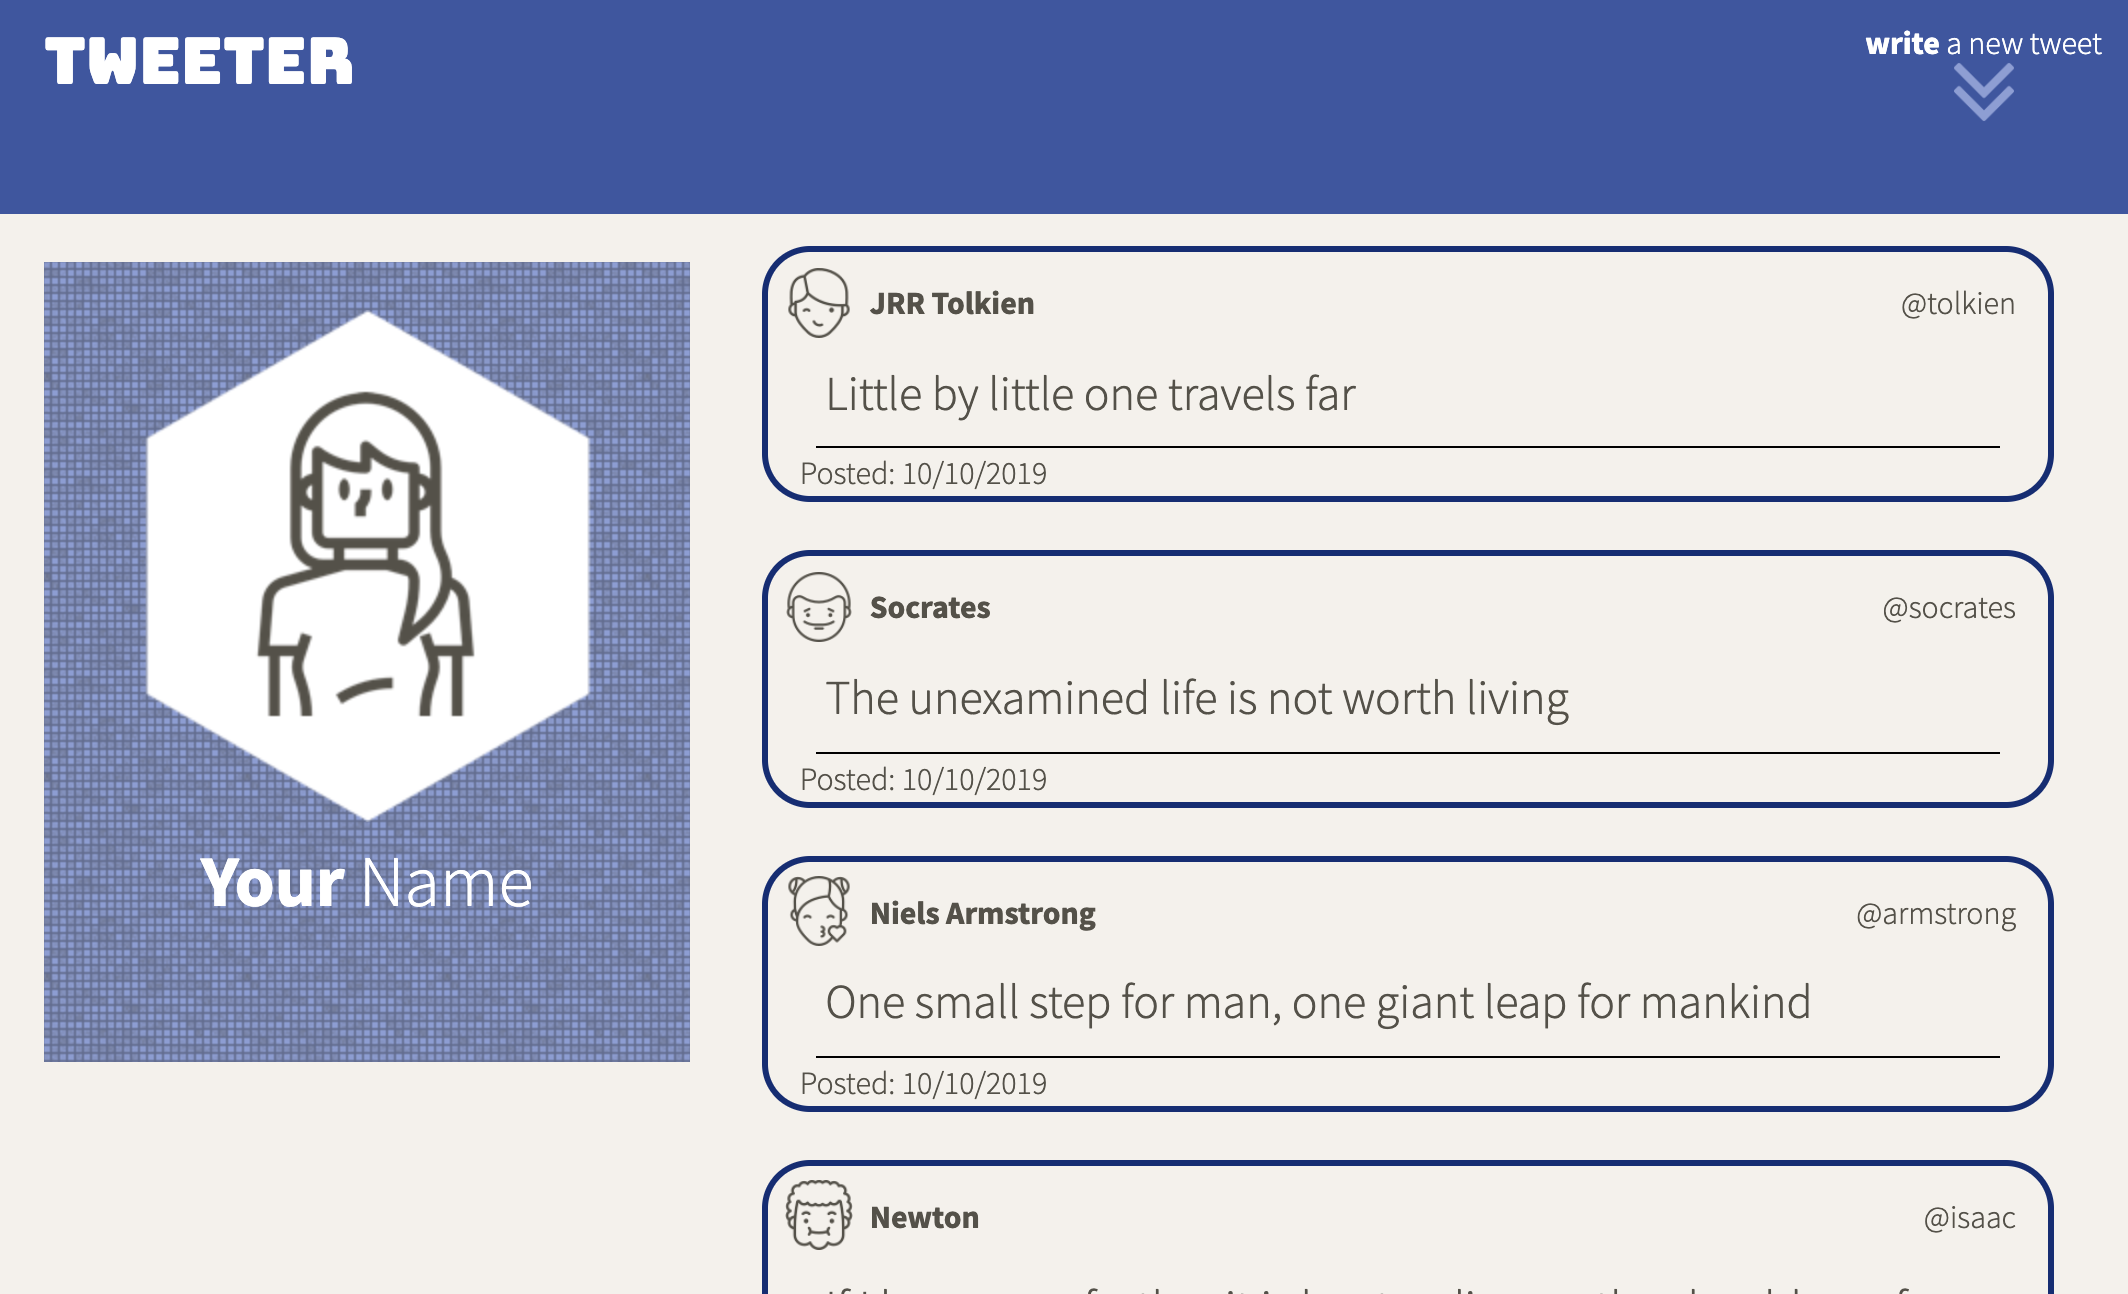 TWEETER
write a new tweet
Your Name
JRR Tolkien
@tolkien
Little by little one travels far
Posted: 10/10/2019
Socrates
@socrates
The unexamined life is not worth living
Posted: 10/10/2019
Niels Armstrong
@armstrong
One small step for man, one giant leap for mankind
Posted: 10/10/2019
Newton
@isaac